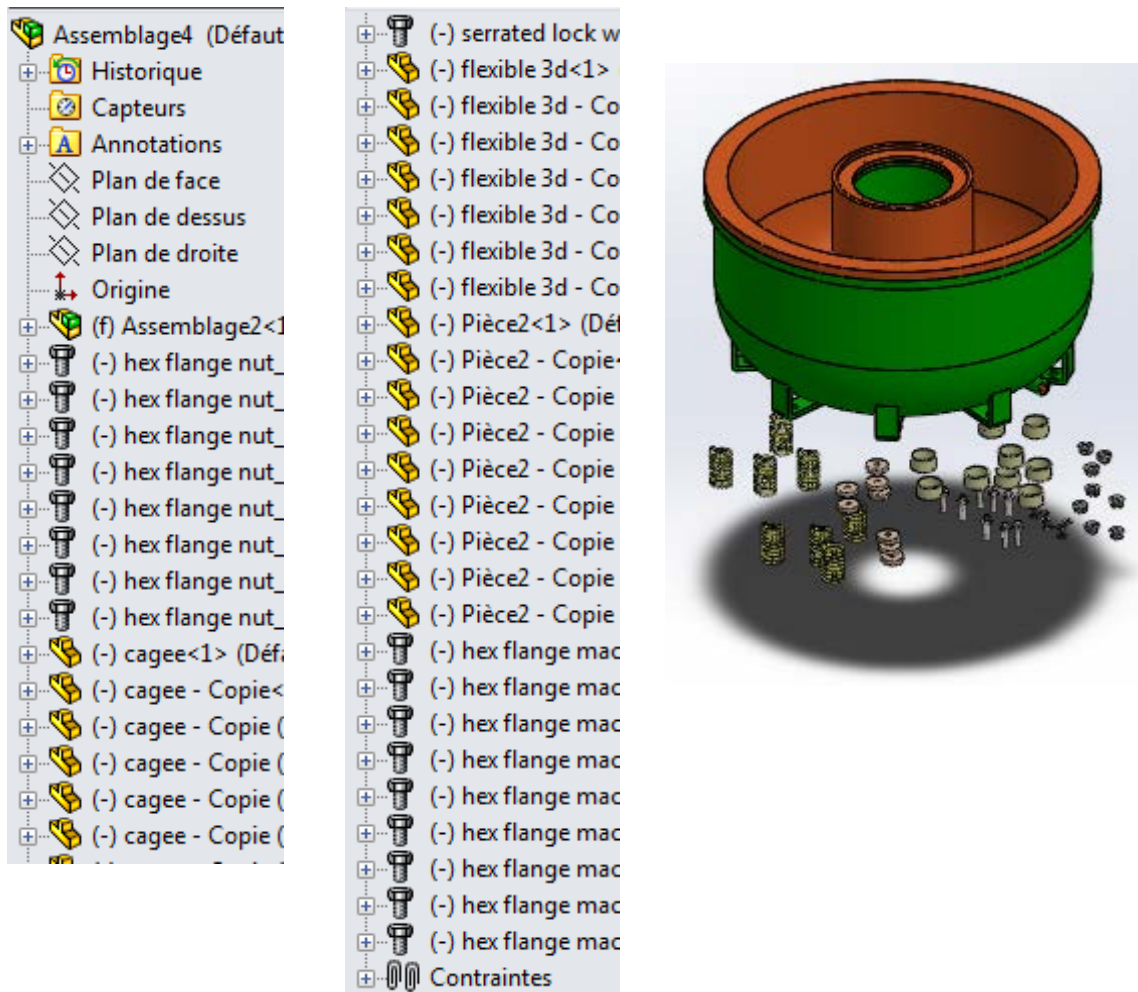 Assemblage4 (Défaut
Historique
Capteurs
Annotations
Plan de face
Plan de dessus
Plan de droite
Origine
(f) Assemblage2<1
(-) hex flange nut_
(-) hex flange nut_
(-) hex flange nut_
(-) hex flange nut_
(-) hex flange nut_
(-) hex flange nut_
(-) hex flange nut_
(-) hex flange nut_
(-) cagee<1> (Défa
(-) cagee - Copie<
(-) cagee - Copie (
(-) cagee - Copie (
(-) cagee - Copie (
(-) cagee - Copie (
(-) serrated lock w
(-) flexible 3d<1>
(-) flexible 3d - Co
(-) flexible 3d - Co
(-) flexible 3d - Co
(-) flexible 3d - Co
(-) flexible 3d - Co
(-) flexible 3d - Co
(-) Pièce2<1> (Déf
(-) Pièce2 - Copie<
(-) Pièce2 - Copie
(-) Pièce2 - Copie
(-) Pièce2 - Copie
(-) Pièce2 - Copie
(-) Pièce2 - Copie
(-) Pièce2 - Copie
(-) Pièce2 - Copie
(-) hex flange mac
(-) hex flange mac
(-) hex flange mac
(-) hex flange mac
(-) hex flange mac
(-) hex flange mac
(-) hex flange mac
(-) hex flange mac
(-) hex flange mac
Contraintes